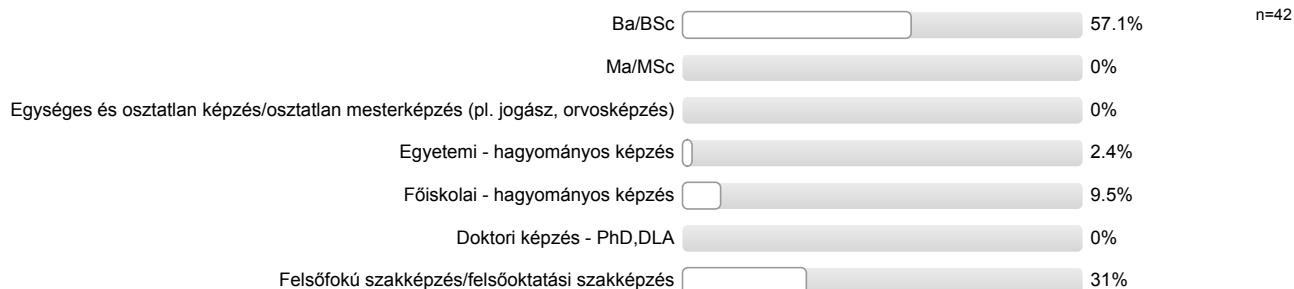 Ba/BSc 57.1% n=42
Ma/MSc 0%
Egységes és osztatlan képzés/osztatlan mesterképzés (pl. jogász, orvosképzés) 0%
Egyetemi - hagyományos képzés 2.4%
Főiskolai - hagyományos képzés 9.5%
Doktori képzés - PhD,DLA 0%
Felsőfokú szakképzés/felsőoktatási szakképzés 31%